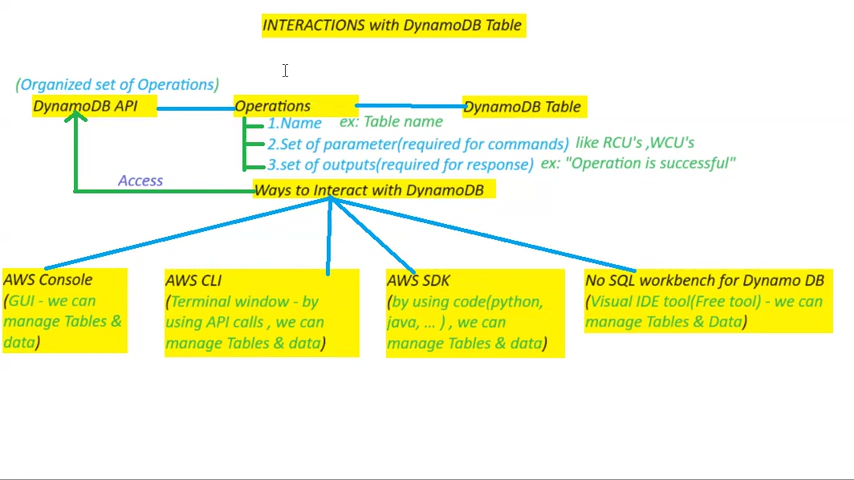 INTERACTIONS with DynamoDB Table
(Organized set of Operations)
DynamoDB API
Operations
DynamoDB Table
1.Name ex: Table name
2.Set of parameter(required for commands) like RCU's ,WCU's
3.set of outputs(required for response) ex: "Operation is successful"
Access
Ways to Interact with DynamoDB
AWS Console
(GUI - we can
manage Tables &
data)
AWS CLI
(Terminal window - by
using API calls , we can
manage Tables & data)
AWS SDK
(by using code(python,
java, ... ) , we can
manage Tables & data)
No SQL workbench for Dynamo DB
(Visual IDE tool(Free tool) - we can
manage Tables & Data)